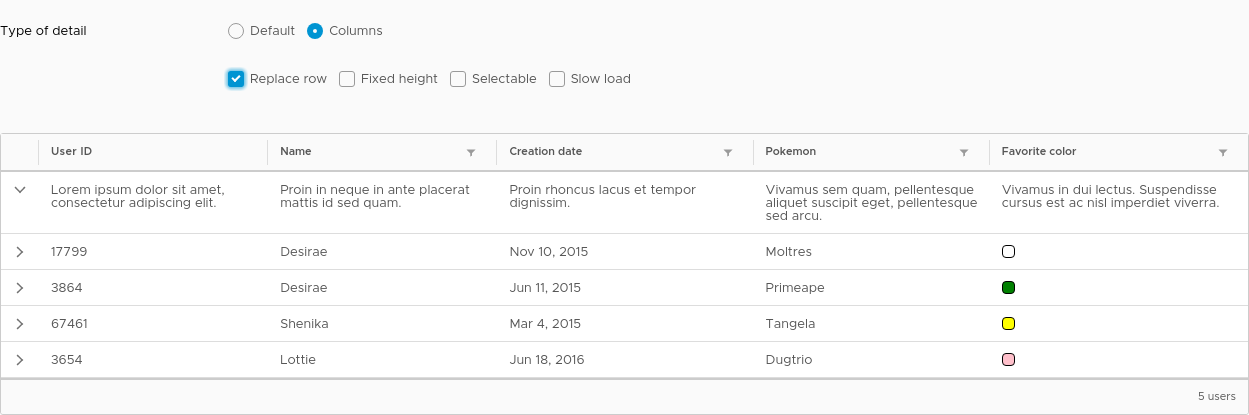 Type of detail Default Columns
Replace row Fixed height Selectable Slow load
User ID Name Creation date Pokemon Favorite color
Lorem ipsum dolor sit amet,
consectetur adipiscing elit.
Proin in neque in ante placerat
mattis id sed quam.
Proin rhoncus lacus et tempor
dignissim.
Vivamus sem quam, pellentesque
aliquet suscipit eget, pellentesque
sed arcu.
Vivamus in dui lectus. Suspendisse
cursus est ac nisl imperdiet viverra.
17799 Desirae Nov 10, 2015 Moltres
3864 Desirae Jun 11, 2015 Primeape
67461 Shenika Mar 4, 2015 Tangela
3654 Lottie Jun 18, 2016 Dugtrio
5 users